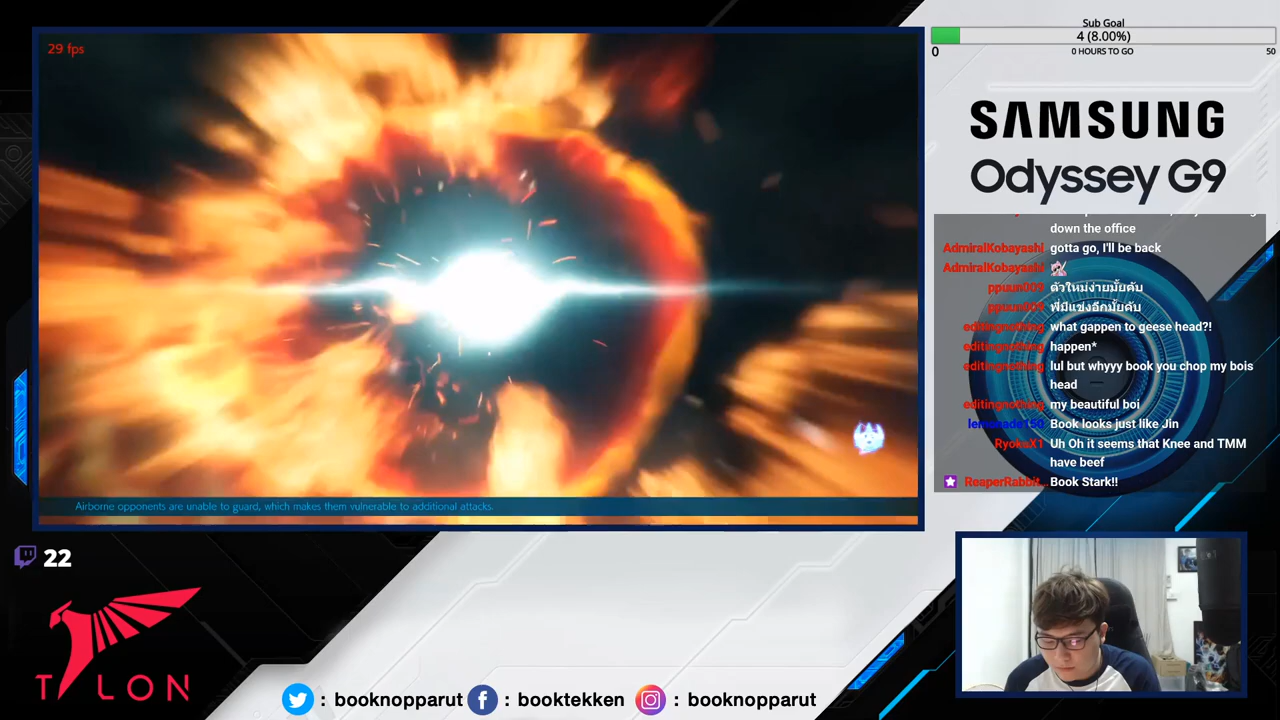 29 fps
Airborne opponents are unable to guard, which makes them vulnerable to additional attacks.
Sub Goal
4 (8.00%)
0
0 HOURS TO GO
50
SAMSUNG
Odyssey G9
down the office
AdmiralKobayashi gotta go, I'll be back
AdmiralKobayashi
ppuun009 ตัวใหม่ง่ายมั้ยคับ
ppuun009 พี่มีแข่งอีกมั้ยคับ
editingnothing what gappen to geese head?!
editingnothing happen*
editingnothing lul but whyyy book you chop my bois
head
editingnothing my beautiful boi
Book looks just like Jin
RyokuX1 Uh Oh it seems that Knee and TMM
have beef
ReaperRabbit... Book Stark!!
22
TALON
: booknopparut : booktekken : booknopparut